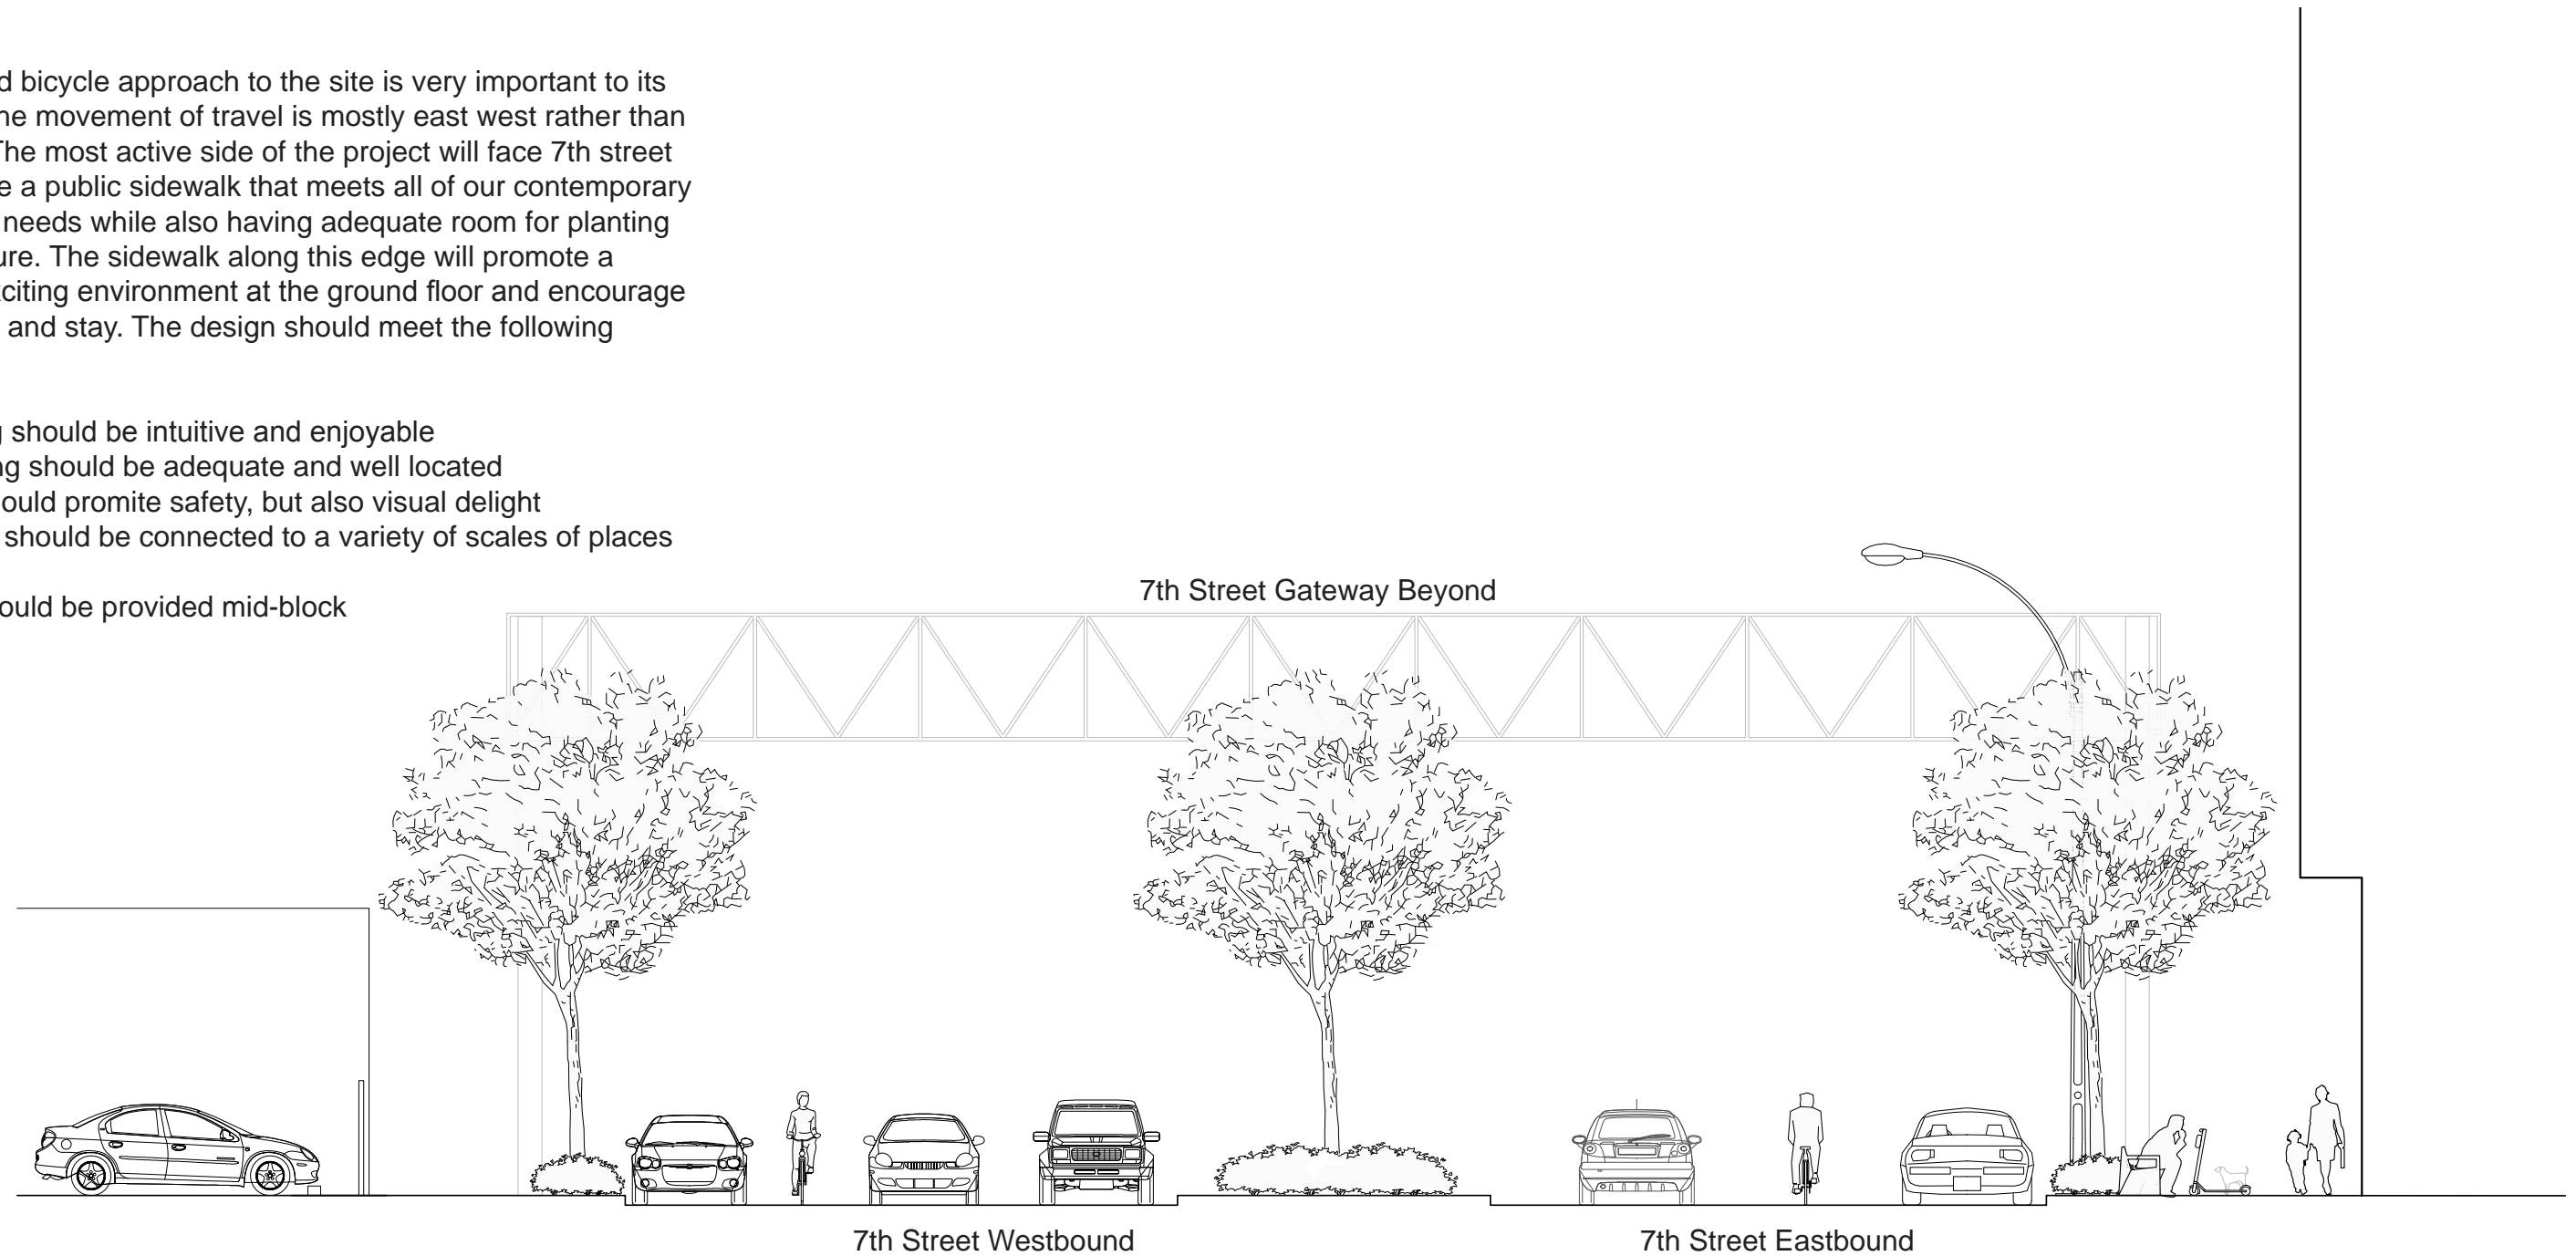 d bicycle approach to the site is very important to its
ne movement of travel is mostly east west rather than
The most active side of the project will face 7th street
e a public sidewalk that meets all of our contemporary
needs while also having adequate room for planting
ure. The sidewalk along this edge will promote a
xciting environment at the ground floor and encourage
and stay. The design should meet the following
g should be intuitive and enjoyable
ng should be adequate and well located
ould promite safety, but also visual delight
should be connected to a variety of scales of places
ould be provided mid-block
7th Street Gateway Beyond
7th Street Westbound
7th Street Eastbound